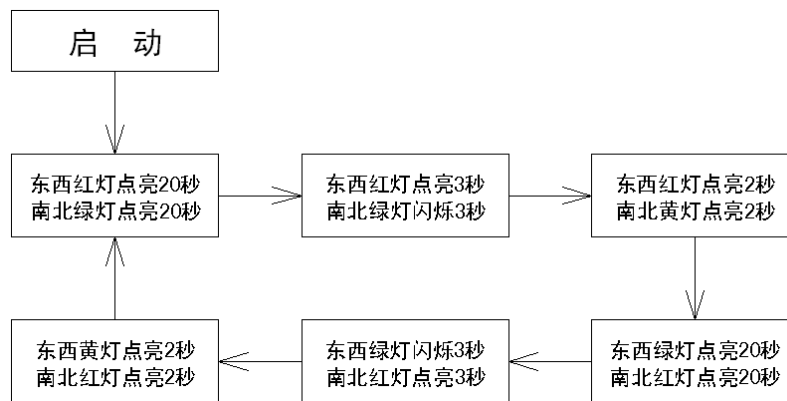 启 动
东西红灯点亮20秒
南北绿灯点亮20秒
东西红灯点亮3秒
南北绿灯闪烁3秒
东西红灯点亮2秒
南北黄灯点亮2秒
东西黄灯点亮2秒
南北红灯点亮2秒
东西绿灯闪烁3秒
南北红灯点亮3秒
东西绿灯点亮20秒
南北红灯点亮20秒